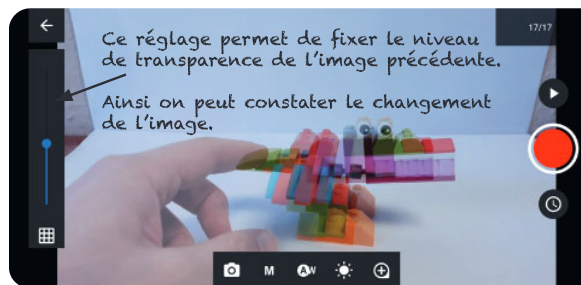 17/17
Ce réglage permet de fixer le niveau
de transparence de l'image précédente.
Ainsi on peut constater le changement
de l'image.
M
AW